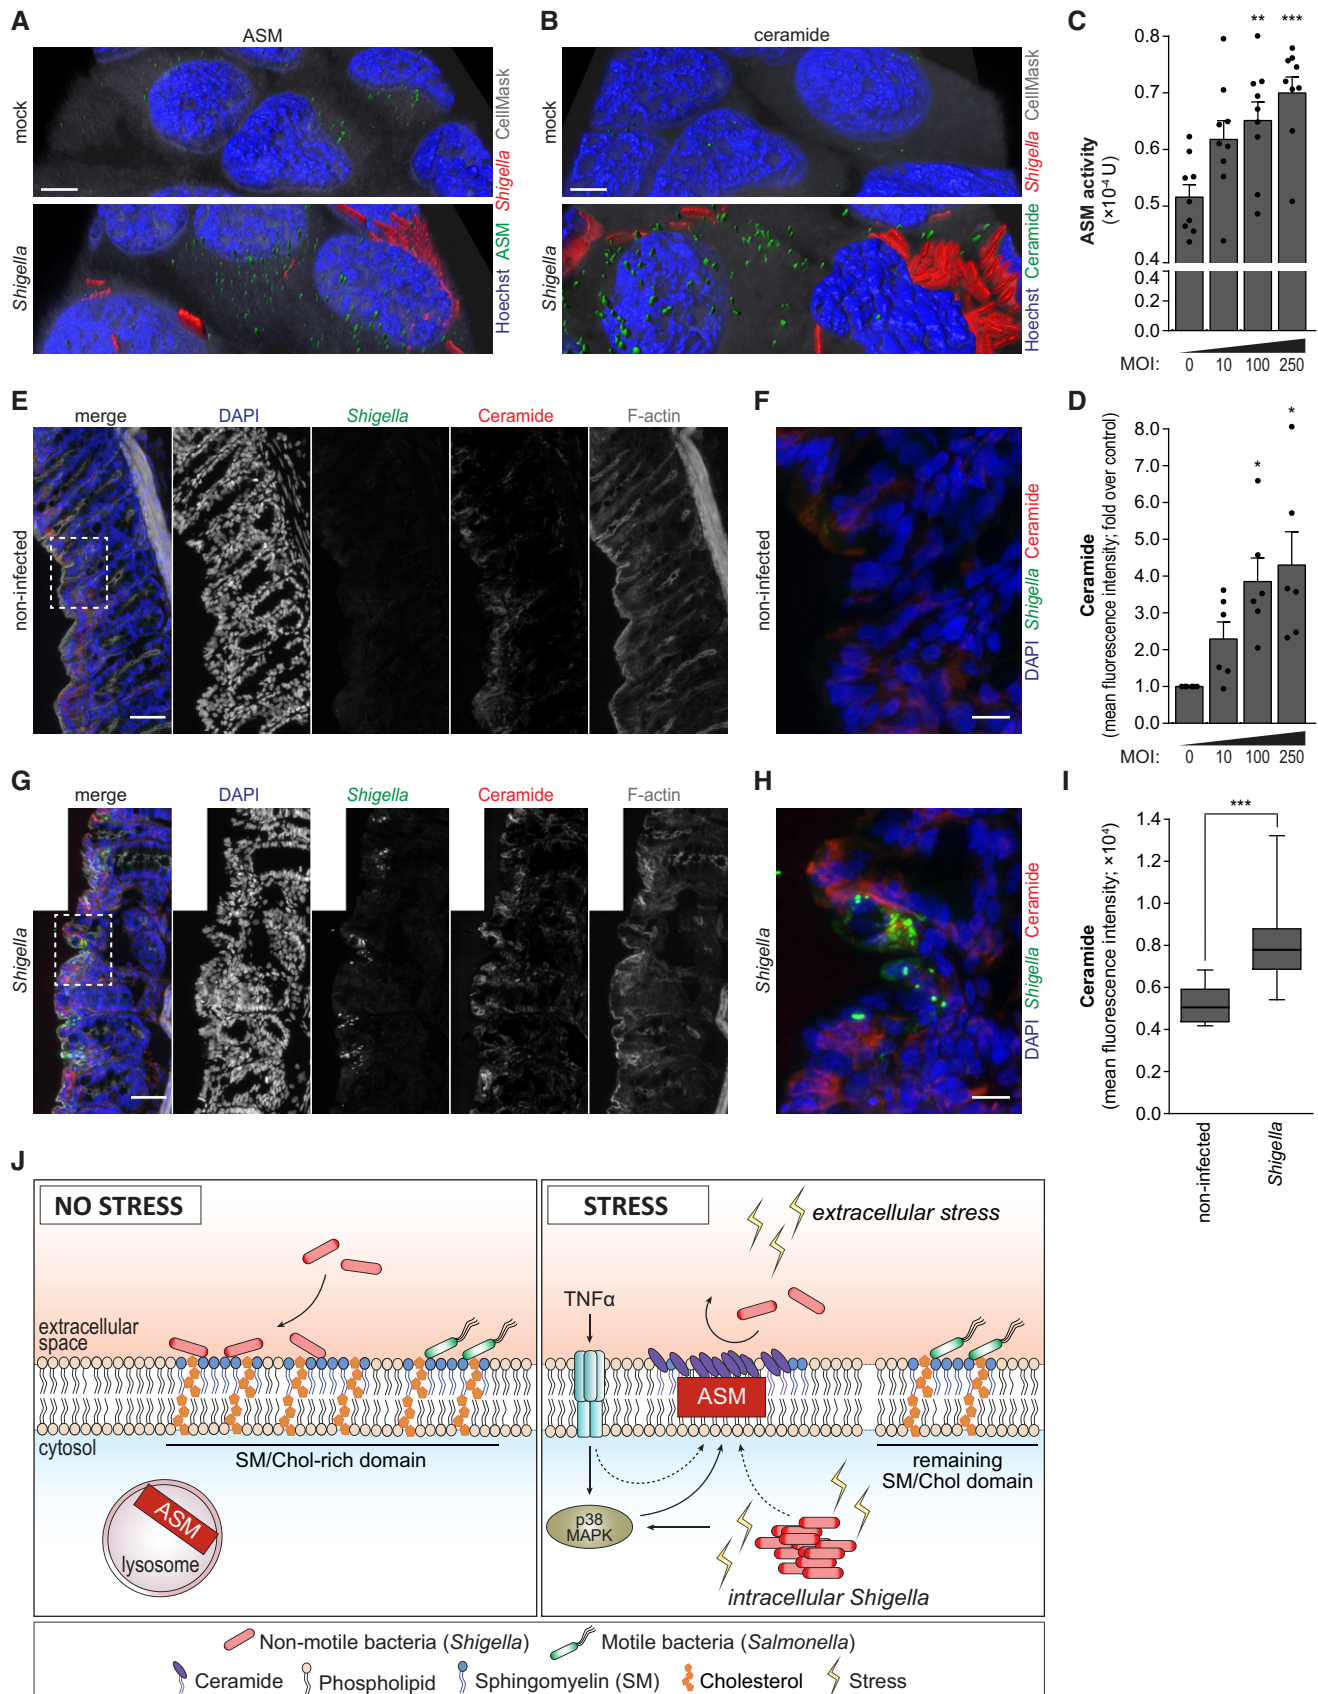 A
ASM
mock
Shigella
Hoechst ASM Shigella CellMask
B
ceramide
mock
Shigella
Hoechst Ceramide Shigella CellMask
C
ASM activity
(×10⁻⁴ U)
** ***
0.8
0.7
0.6
0.5
0.4
0.4
0.2
0.0
MOI: 0 10 100 250
E
merge DAPI Shigella Ceramide F-actin
non-infected
F
non-infected
DAPI Shigella Ceramide
D
Ceramide
(mean fluorescence intensity; fold over control)
*
*
8.0
7.0
6.0
5.0
4.0
3.0
2.0
1.0
0.0
MOI: 0 10 100 250
G
merge DAPI Shigella Ceramide F-actin
Shigella
H
Shigella
DAPI Shigella Ceramide
I
Ceramide
(mean fluorescence intensity; ×10⁴)
***
1.4
1.2
1.0
0.8
0.6
0.4
0.2
0.0
non-infected
Shigella
J
NO STRESS
extracellular
space
cytosol
SM/Chol-rich domain
ASM
lysosome
STRESS
extracellular stress
TNFα
ASM
remaining
SM/Chol domain
p38
MAPK
intracellular Shigella
Non-motile bacteria (Shigella) Motile bacteria (Salmonella)
Ceramide Phospholipid Sphingomyelin (SM) Cholesterol Stress